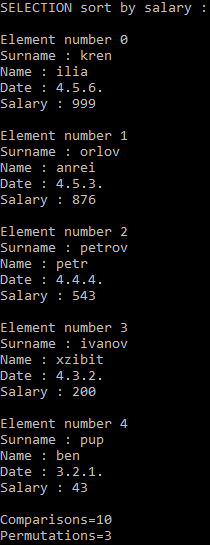 SELECTION sort by salary :
Element number 0
Surname : kren
Name : ilia
Date : 4.5.6.
Salary : 999
Element number 1
Surname : orlov
Name : anrei
Date : 4.5.3.
Salary : 876
Element number 2
Surname : petrov
Name : petr
Date : 4.4.4.
Salary : 543
Element number 3
Surname : ivanov
Name : xzibit
Date : 4.3.2.
Salary : 200
Element number 4
Surname : pup
Name : ben
Date : 3.2.1.
Salary : 43
Comparisons=10
Permutations=3